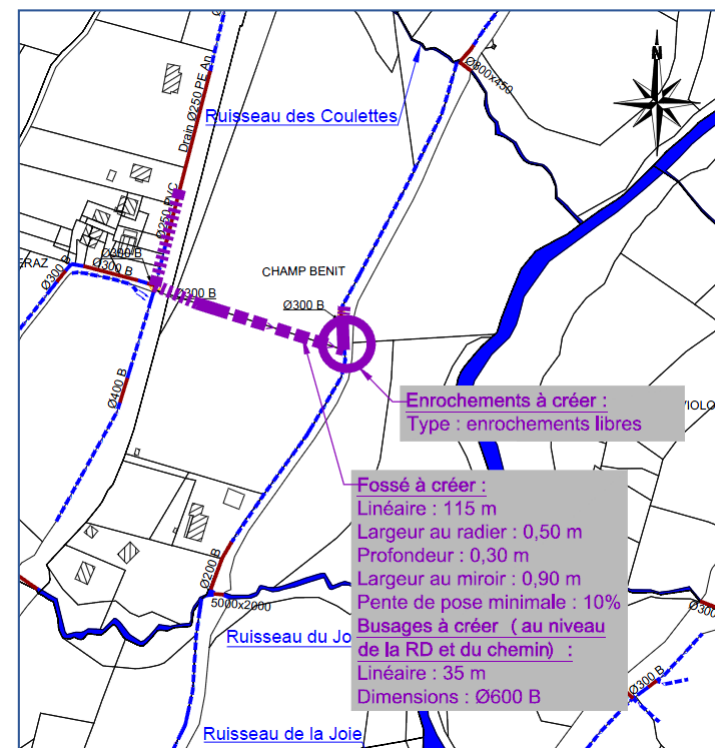 N
Drain Ø250 PE An
Ø800x450
Ruisseau des Coulettes
Ø250 PVC
Ø300 B
ERAZ
Ø300 B
Ø300 B
CHAMP BENIT
Ø300 B
Ø300 B
Enrochements à créer :
Type : enrochements libres
VIOLO
Ø400 B
Fossé à créer :
Linéaire : 115 m
Largeur au radier : 0,50 m
Profondeur : 0,30 m
Largeur au miroir : 0,90 m
Pente de pose minimale : 10%
Busages à créer ( au niveau
de la RD et du chemin) :
Linéaire : 35 m
Dimensions : Ø600 B
Ø200 B
5000x2000
Ø300
Ruisseau du Jo
Ø300 B
Ruisseau de la Joie